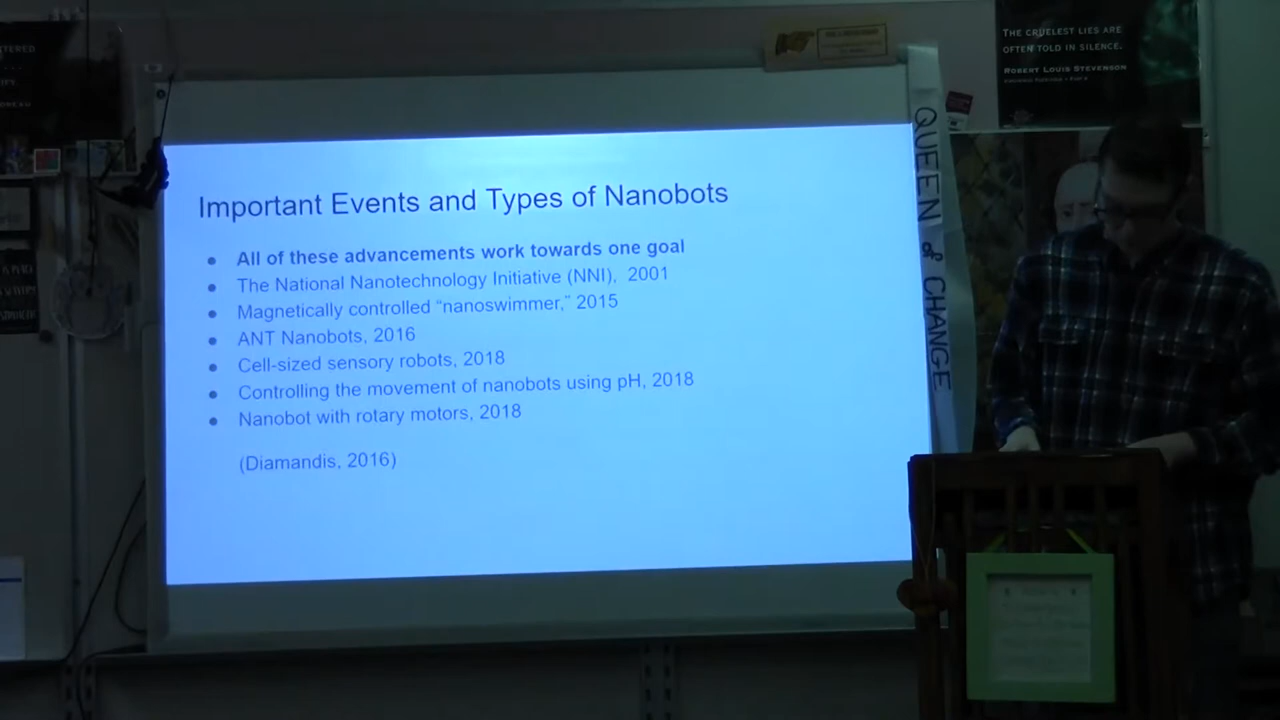 THE CRUELEST LIES ARE
OFTEN TOLD IN SILENCE.
ROBERT LOUIS STEVENSON
QUEEN of CHANGE
Important Events and Types of Nanobots
• All of these advancements work towards one goal
• The National Nanotechnology Initiative (NNI), 2001
• Magnetically controlled “nanoswimmer,” 2015
• ANT Nanobots, 2016
• Cell-sized sensory robots, 2018
• Controlling the movement of nanobots using pH, 2018
• Nanobot with rotary motors, 2018
(Diamandis, 2016)